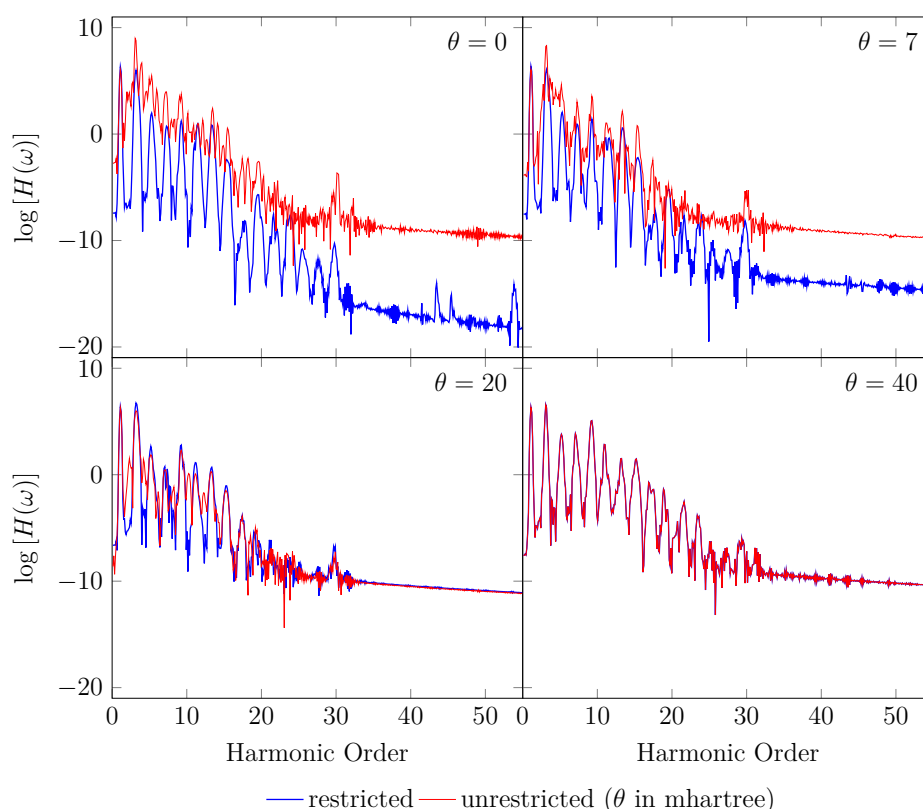 10
0
−10
−20
log [H(ω)]
θ = 0
θ = 7
10
0
−10
−20
log [H(ω)]
θ = 20
θ = 40
0 10 20 30 40 50 0 10 20 30 40 50
Harmonic Order Harmonic Order
restricted unrestricted (θ in mhartree)